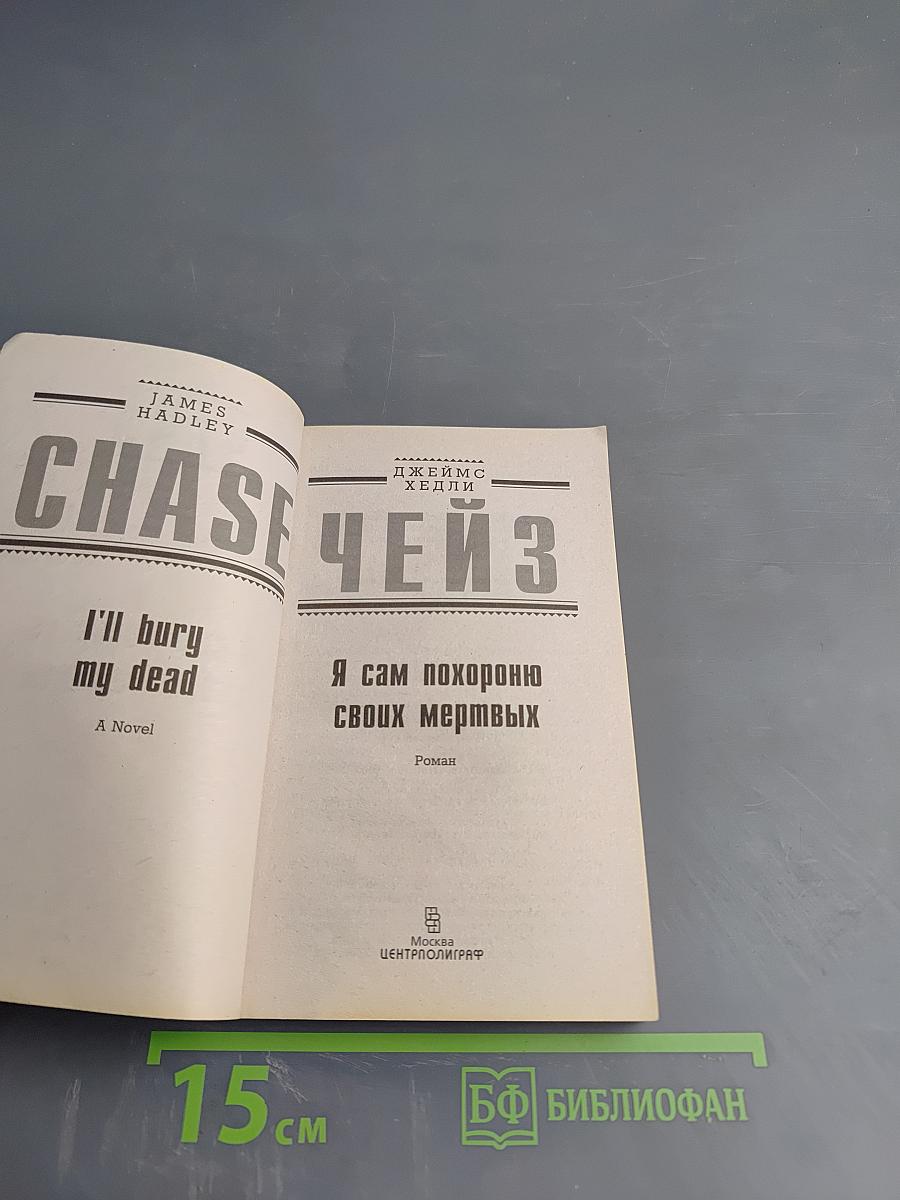 JAMES
HADLEY
CHASE
I'll bury
my dead
A Novel
ДЖЕЙМС
ХЕДЛИ
ЧЕЙЗ
Я сам похороню
своих мертвых
Роман
Москва
ЦЕНТРПОЛИГРАФ
15 см
БФ БИБЛИОФАН